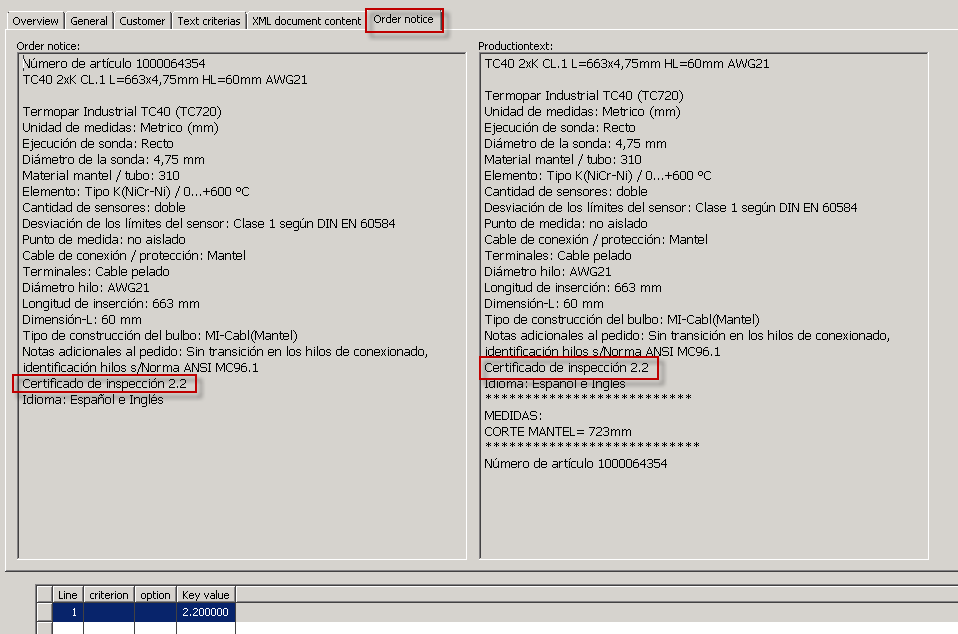 Overview General Customer Text criterias XML document content Order notice
Order notice:
Número de artículo 1000064354
TC40 2xK CL.1 L=663x4,75mm HL=60mm AWG21
Termopar Industrial TC40 (TC720)
Unidad de medidas: Metrico (mm)
Ejecución de sonda: Recto
Diámetro de la sonda: 4,75 mm
Material mantel / tubo: 310
Elemento: Tipo K(NiCr-Ni) / 0...+600 ºC
Cantidad de sensores: doble
Desviación de los límites del sensor: Clase 1 según DIN EN 60584
Punto de medida: no aislado
Cable de conexión / protección: Mantel
Terminales: Cable pelado
Diámetro hilo: AWG21
Longitud de inserción: 663 mm
Dimensión-L: 60 mm
Tipo de construcción del bulbo: MI-Cabl(Mantel)
Notas adicionales al pedido: Sin transición en los hilos de conexionado,
identificación hilos s/Norma ANSI MC96.1
Certificado de inspección 2.2
Idioma: Español e Inglés
Productiontext:
TC40 2xK CL.1 L=663x4,75mm HL=60mm AWG21
Termopar Industrial TC40 (TC720)
Unidad de medidas: Metrico (mm)
Ejecución de sonda: Recto
Diámetro de la sonda: 4,75 mm
Material mantel / tubo: 310
Elemento: Tipo K(NiCr-Ni) / 0...+600 ºC
Cantidad de sensores: doble
Desviación de los límites del sensor: Clase 1 según DIN EN 60584
Punto de medida: no aislado
Cable de conexión / protección: Mantel
Terminales: Cable pelado
Diámetro hilo: AWG21
Longitud de inserción: 663 mm
Dimensión-L: 60 mm
Tipo de construcción del bulbo: MI-Cabl(Mantel)
Notas adicionales al pedido: Sin transición en los hilos de conexionado,
identificación hilos s/Norma ANSI MC96.1
Certificado de inspección 2.2
Idioma: Español e Inglés
**************************
MEDIDAS:
CORTE MANTEL= 723mm
***************************
Número de artículo 1000064354
Line criterion option Key value
1 2.200000